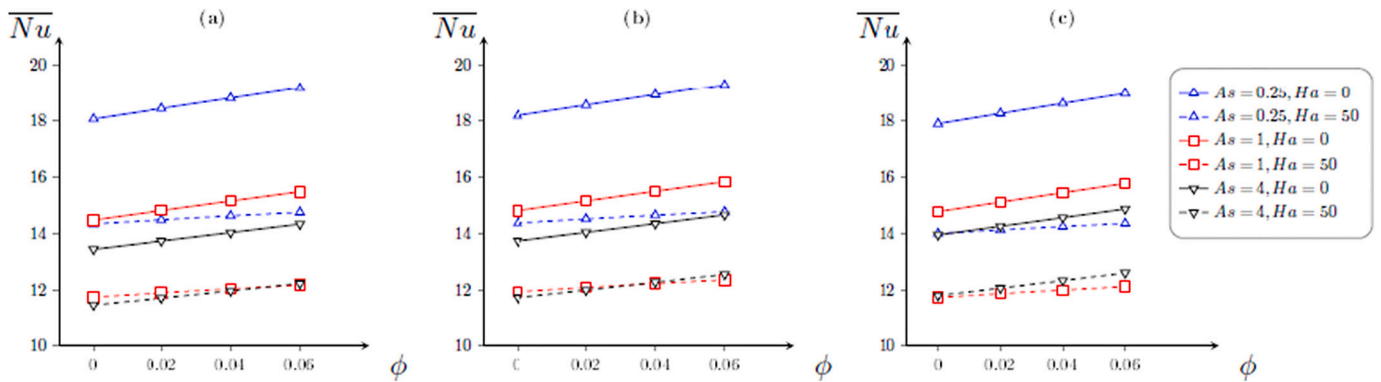 (a)
Nu
20
18
16
14
12
10
0 0.02 0.04 0.06
ϕ
(b)
Nu
20
18
16
14
12
10
0 0.02 0.04 0.06
ϕ
(c)
Nu
20
18
16
14
12
10
0 0.02 0.04 0.06
ϕ
As = 0.25, Ha = 0
As = 0.25, Ha = 50
As = 1, Ha = 0
As = 1, Ha = 50
As = 4, Ha = 0
As = 4, Ha = 50